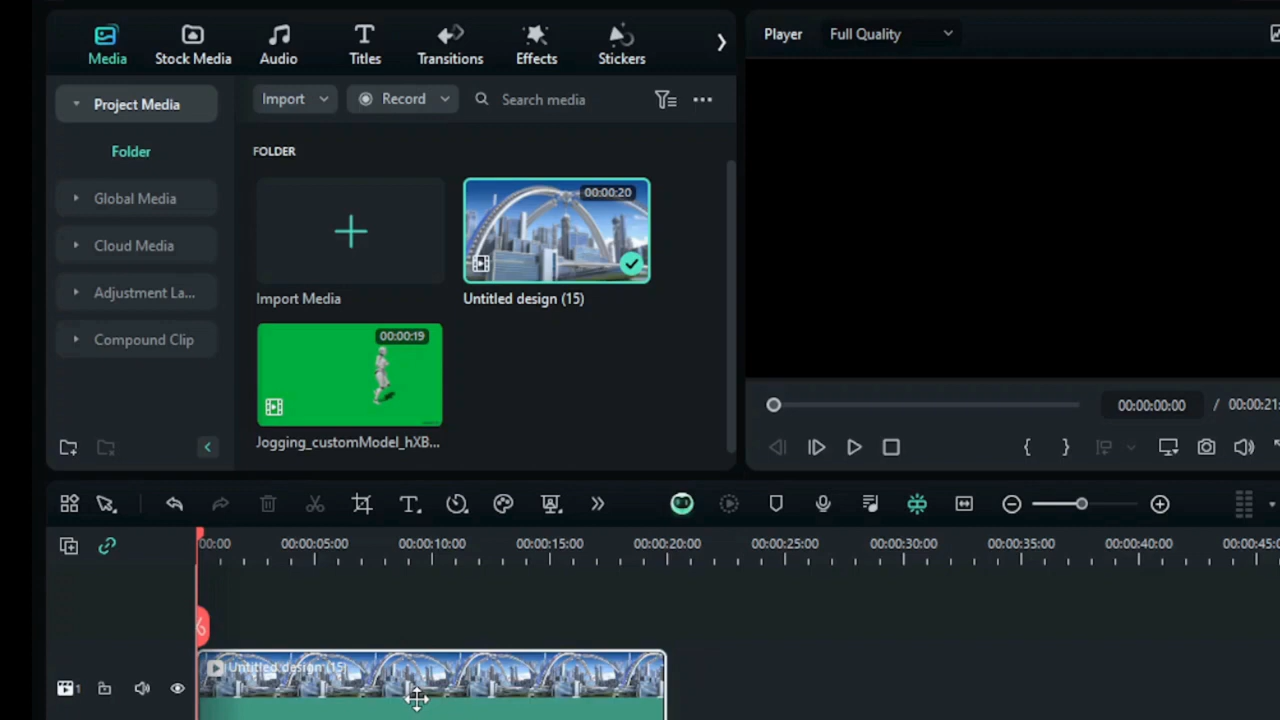 Media
Stock Media
Audio
Titles
Transitions
Effects
Stickers
Player
Full Quality
Project Media
Folder
Global Media
Cloud Media
Adjustment La...
Compound Clip
Import
Record
Search media
FOLDER
Import Media
00:00:20
Untitled design (15)
00:00:19
Jogging_customModel_hXB...
00:00:00:00 / 00:00:21:
00:00 00:00:05:00 00:00:10:00 00:00:15:00 00:00:20:00 00:00:25:00 00:00:30:00 00:00:35:00 00:00:40:00 00:00:45:0
Untitled design (15)
1